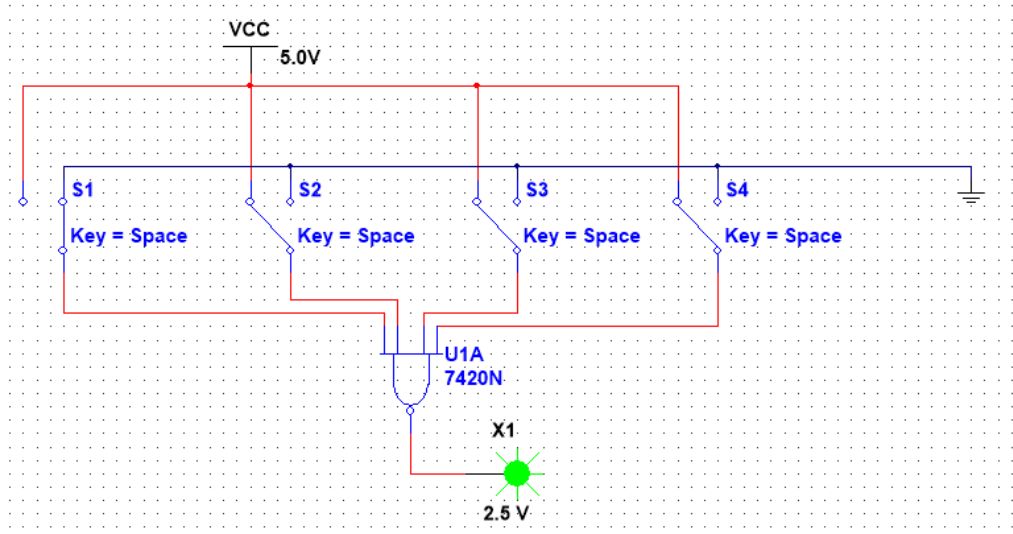 VCC
5.0V
S1
S2
S3
S4
Key = Space
Key = Space
Key = Space
Key = Space
U1A
7420N
X1
2.5 V